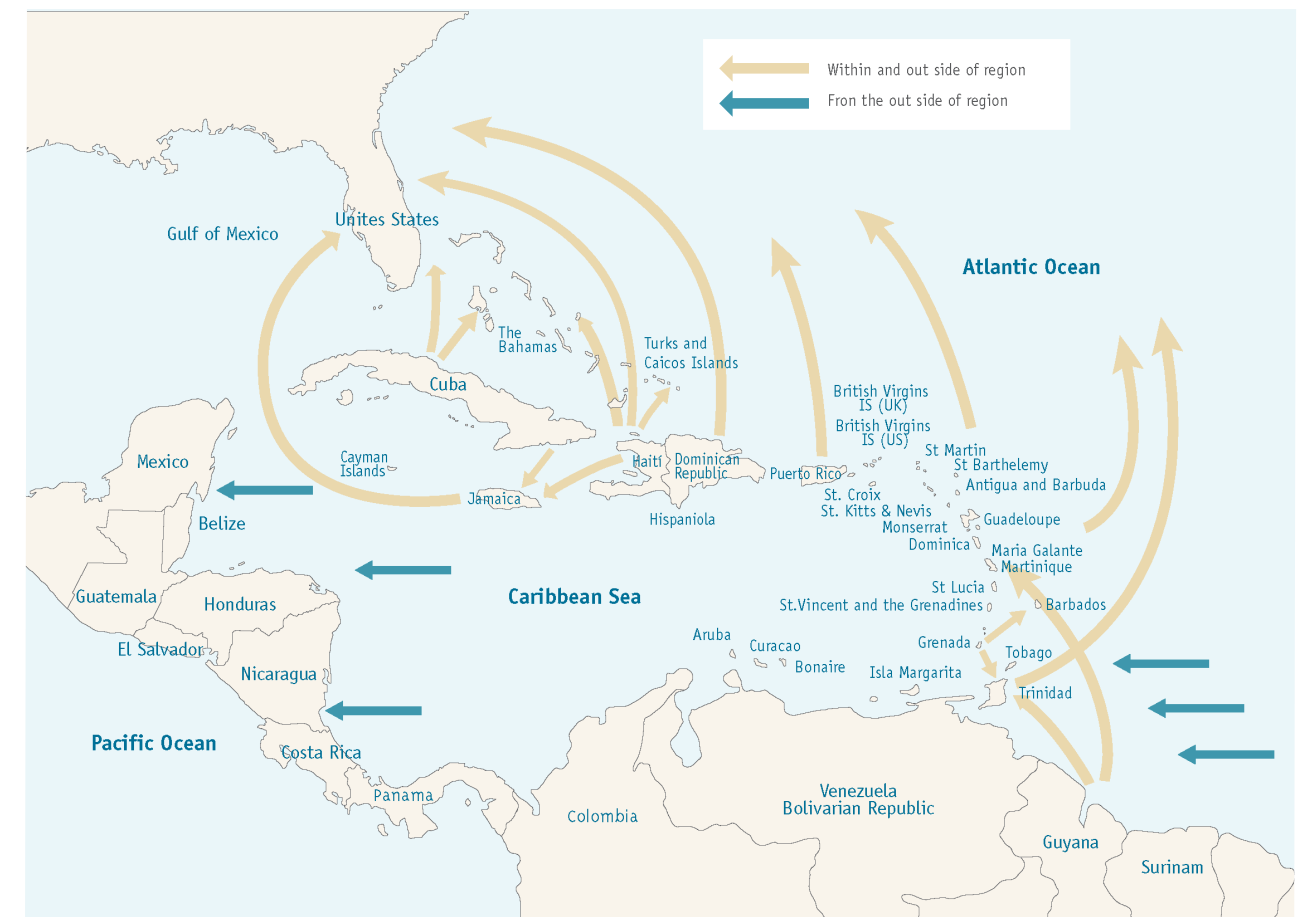 Within and out side of region
Fron the out side of region
Unites States
Gulf of Mexico
Atlantic Ocean
The
Bahamas
Turks and
Caicos Islands
Cuba
British Virgins
IS (UK)
British Virgins
IS (US)
St Martin
St Barthelemy
Antigua and Barbuda
Mexico
Cayman
Islands
Haití
Dominican
Republic
Puerto Rico
Jamaica
St. Croix
St. Kitts & Nevis
Hispaniola
Monserrat
Guadeloupe
Belize
Dominica
Maria Galante
Martinique
St Lucia
Guatemala
Honduras
Caribbean Sea
St.Vincent and the Grenadines
Barbados
El Salvador
Aruba
Curacao
Bonaire
Grenada
Tobago
Nicaragua
Isla Margarita
Trinidad
Pacific Ocean
Costa Rica
Panama
Colombia
Venezuela
Bolivarian Republic
Guyana
Surinam